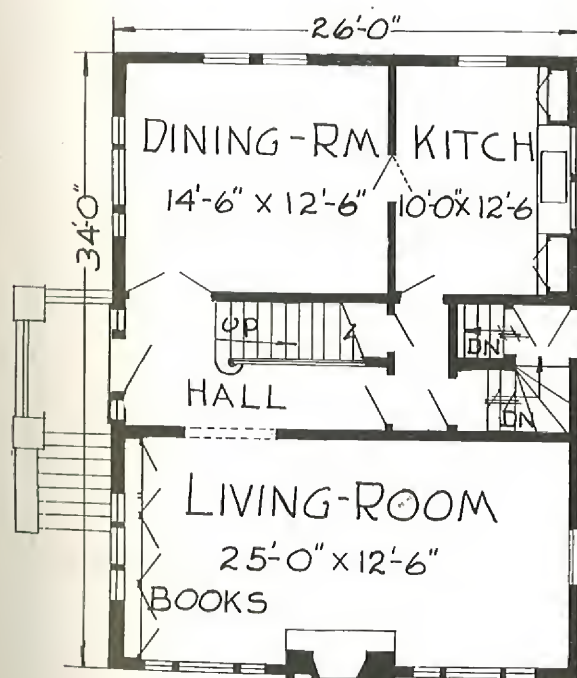 26'-0"
34'-0"
DINING-RM
14'-6" X 12'-6"
KITCH
10'-0" X 12'-6
UP
DN
DN
HALL
LIVING-ROOM
25'-0" X 12'-6"
BOOKS